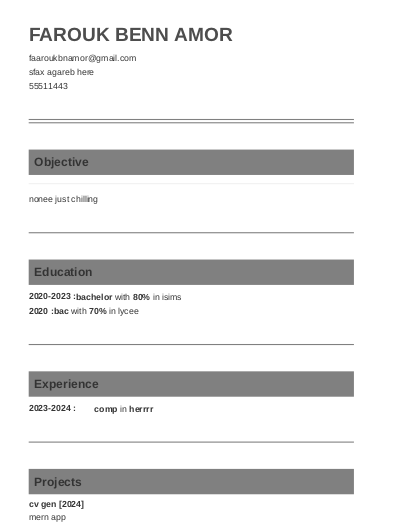 FAROUK BENN AMOR
faaroukbnamor@gmail.com
sfax agareb here
55511443
Objective
nonee just chilling
Education
2020-2023 :bachelor with 80% in isims
2020 :bac with 70% in lycee
Experience
2023-2024 : comp in herrrr
Projects
cv gen [2024]
mern app